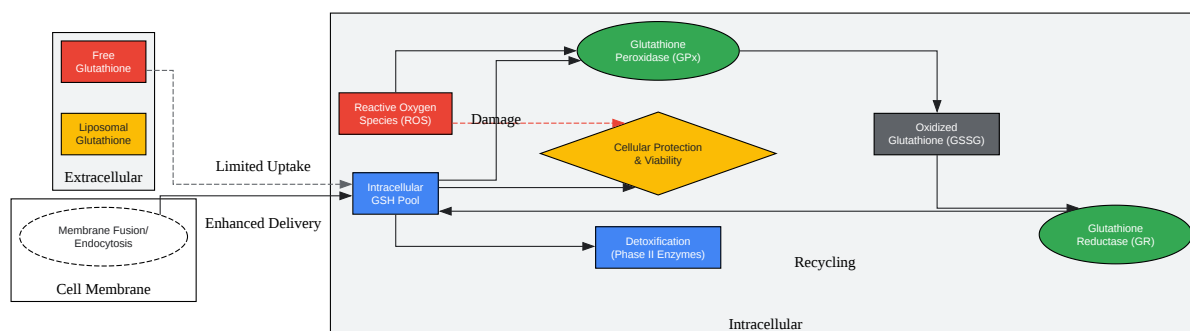 Free
Glutathione
Liposomal
Glutathione
Extracellular
Membrane Fusion/
Endocytosis
Cell Membrane
Limited Uptake
Enhanced Delivery
Reactive Oxygen
Species (ROS)
Damage
Intracellular
GSH Pool
Glutathione
Peroxidase (GPx)
Cellular Protection
& Viability
Detoxification
(Phase II Enzymes)
Oxidized
Glutathione (GSSG)
Glutathione
Reductase (GR)
Recycling
Intracellular